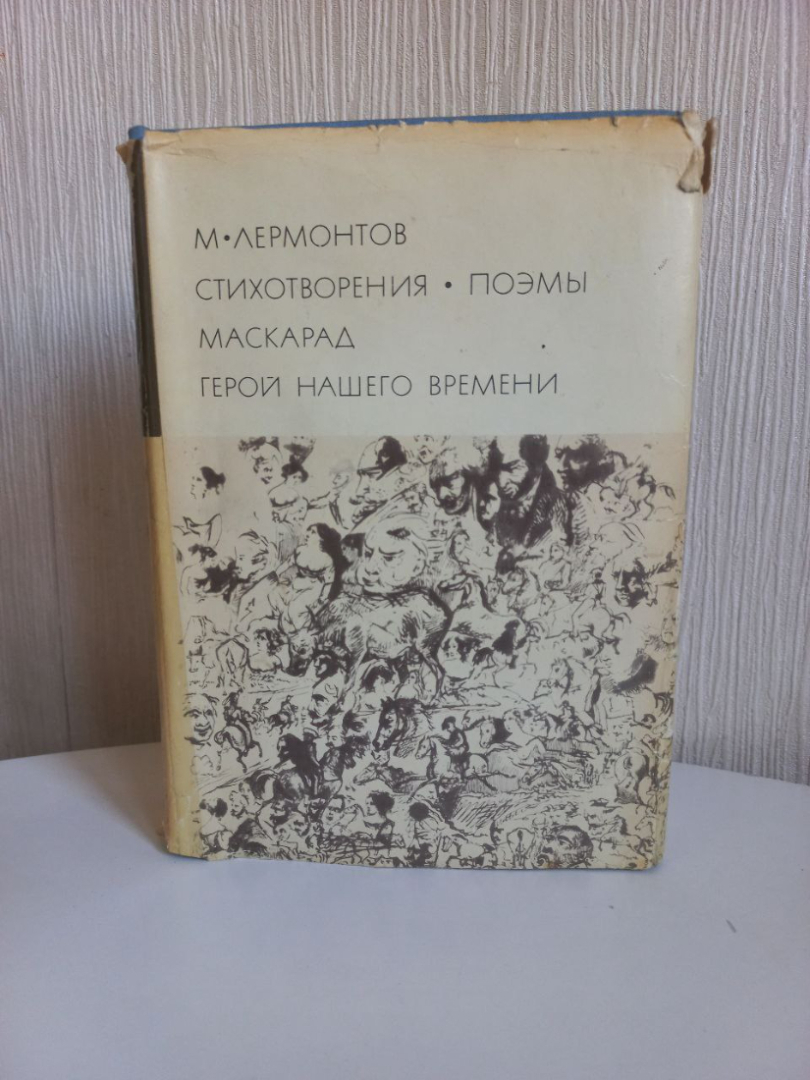 М•ЛЕРМОНТОВ
СТИХОТВОРЕНИЯ • ПОЭМЫ
МАСКАРАД
ГЕРОЙ НАШЕГО ВРЕМЕНИ